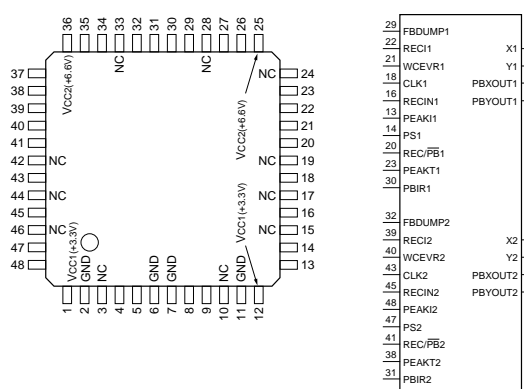 36 35 34 33 32 31 30 29 28 27 26 25
NC NC
VCC2(+6.6V)
37
38
39
40
41
42 NC
43
44 NC
45
46 NC
47
48
NC 24
23
22
21
20
NC 19
18
NC 17
16
NC 15
14
13
VCC2(+6.6V)
VCC1(+3.3V)
VCC1(+3.3V)
GND NC GND GND NC GND
1 2 3 4 5 6 7 8 9 10 11 12
29 FBDUMP1
22 RECI1 X1
21 WCEVR1 Y1
18 CLK1 PBXOUT1
16 RECIN1 PBYOUT1
13 PEAKI1
14 PS1
20 REC/PB1
23 PEAKT1
30 PBIR1
32 FBDUMP2
39 RECI2 X2
40 WCEVR2 Y2
43 CLK2 PBXOUT2
45 RECIN2 PBYOUT2
48 PEAKI2
47 PS2
41 REC/PB2
38 PEAKT2
31 PBIR2